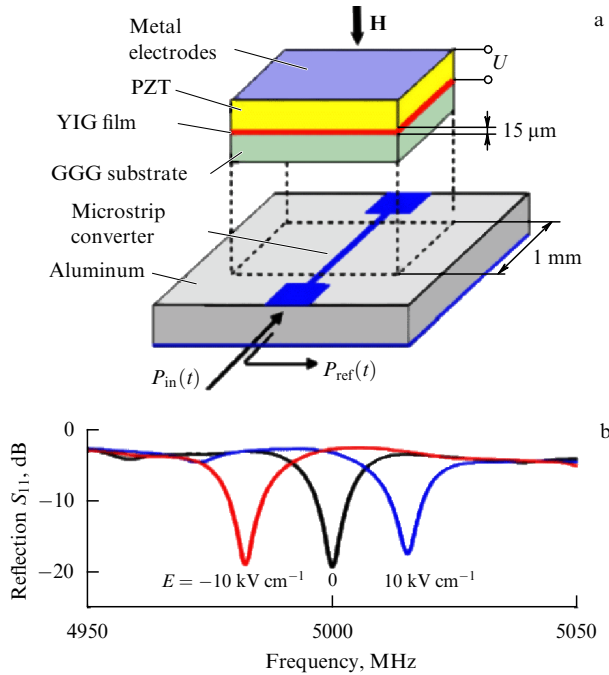 a
Metal
electrodes
H
U
PZT
YIG film
15 μm
GGG substrate
Microstrip
converter
Aluminum
1 mm
P_in(t)
P_ref(t)
b
0
−10
−20
Reflection S_11, dB
E = −10 kV cm⁻¹ 0 10 kV cm⁻¹
4950 5000 5050
Frequency, MHz